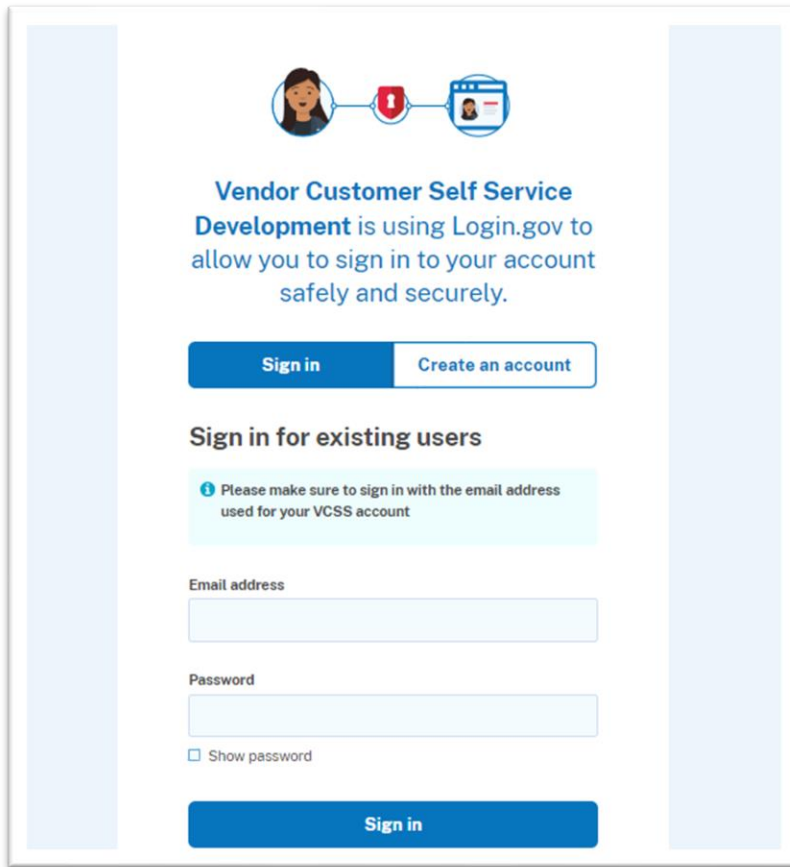 Vendor Customer Self Service
Development is using Login.gov to
allow you to sign in to your account
safely and securely.
Sign in
Create an account
Sign in for existing users
Please make sure to sign in with the email address
used for your VCSS account
Email address
Password
Show password
Sign in